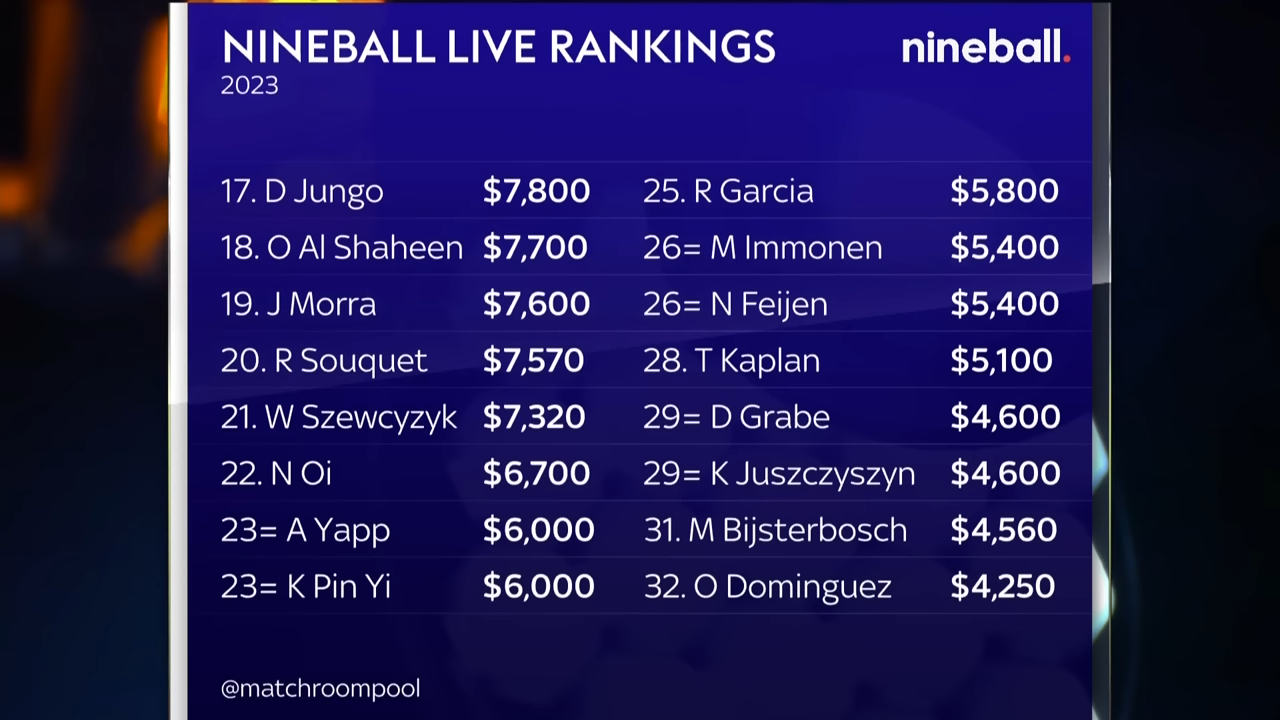 NINEBALL LIVE RANKINGS
nineball.
2023
17. D Jungo $7,800
18. O Al Shaheen $7,700
19. J Morra $7,600
20. R Souquet $7,570
21. W Szewcyzyk $7,320
22. N Oi $6,700
23= A Yapp $6,000
23= K Pin Yi $6,000
25. R Garcia $5,800
26= M Immonen $5,400
26= N Feijen $5,400
28. T Kaplan $5,100
29= D Grabe $4,600
29= K Juszczyszyn $4,600
31. M Bijsterbosch $4,560
32. O Dominguez $4,250
@matchroompool